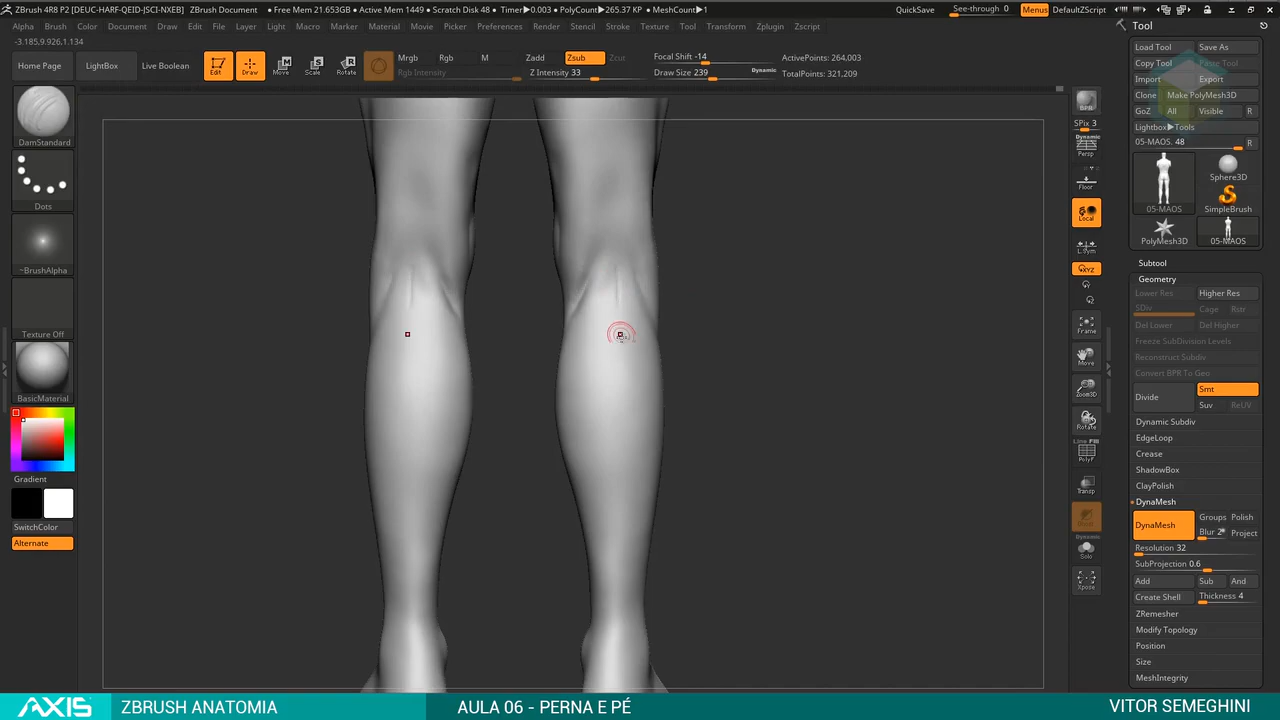 ZBrush 4R8 P2 [DEUC-HARF-QEID-JSCI-NXEB] ZBrush Document • Free Mem 21.653GB • Active Mem 1449 • Scratch Disk 48 • Timer▶0.003 • PolyCount▶265.37 KP • MeshCount▶1 QuickSave See-through 0 Menus DefaultZScript
Alpha Brush Color Document Draw Edit File Layer Light Macro Marker Material Movie Picker Preferences Render Stencil Stroke Texture Tool Transform Zplugin Zscript
-3.185,9.926,1.134
Home Page LightBox Live Boolean Edit Draw Move Scale Rotate
Mrgb Rgb M Zadd Zsub Zcut Focal Shift -14 ActivePoints: 264,003
Rgb Intensity Z Intensity 33 Draw Size 239 Dynamic TotalPoints: 321,209
DamStandard
Dots
~BrushAlpha
Texture Off
BasicMaterial
Gradient
SwitchColor
Alternate
BPR
SPix 3
Dynamic
Persp
Floor
Local
L.Sym
XYZ
Frame
Move
Zoom3D
Rotate
Line Fill
PolyF
Transp
Dynamic
Solo
Xpose
Tool
Load Tool Save As
Copy Tool Paste Tool
Import Export
Clone Make PolyMesh3D
GoZ All Visible R
Lightbox▶Tools
05-MAOS. 48 R
05-MAOS Sphere3D
SimpleBrush
PolyMesh3D 05-MAOS
Subtool
Geometry
Lower Res Higher Res
SDiv Cage Rstr
Del Lower Del Higher
Freeze SubDivision Levels
Reconstruct Subdiv
Convert BPR To Geo
Divide Smt
Suv ReUV
Dynamic Subdiv
EdgeLoop
Crease
ShadowBox
ClayPolish
DynaMesh
DynaMesh Groups Polish
Blur 2 Project
Resolution 32
SubProjection 0.6
Add Sub And
Create Shell Thickness 4
ZRemesher
Modify Topology
Position
Size
MeshIntegrity
AXIS ZBRUSH ANATOMIA AULA 06 - PERNA E PÉ VITOR SEMEGHINI